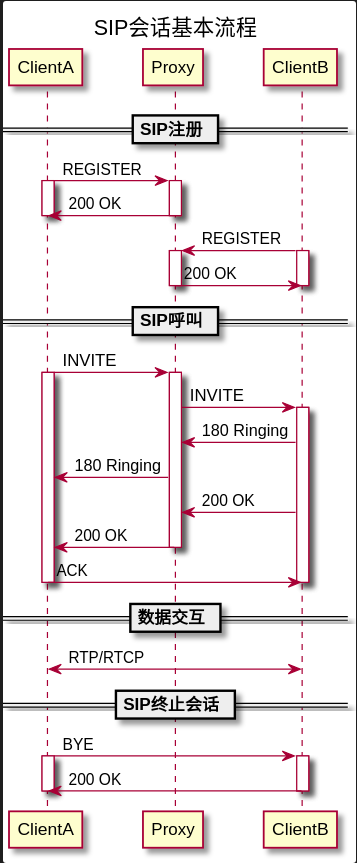 SIP会话基本流程
ClientA Proxy ClientB
SIP注册
REGISTER
200 OK
REGISTER
200 OK
SIP呼叫
INVITE
INVITE
180 Ringing
180 Ringing
200 OK
200 OK
ACK
数据交互
RTP/RTCP
SIP终止会话
BYE
200 OK
ClientA Proxy ClientB